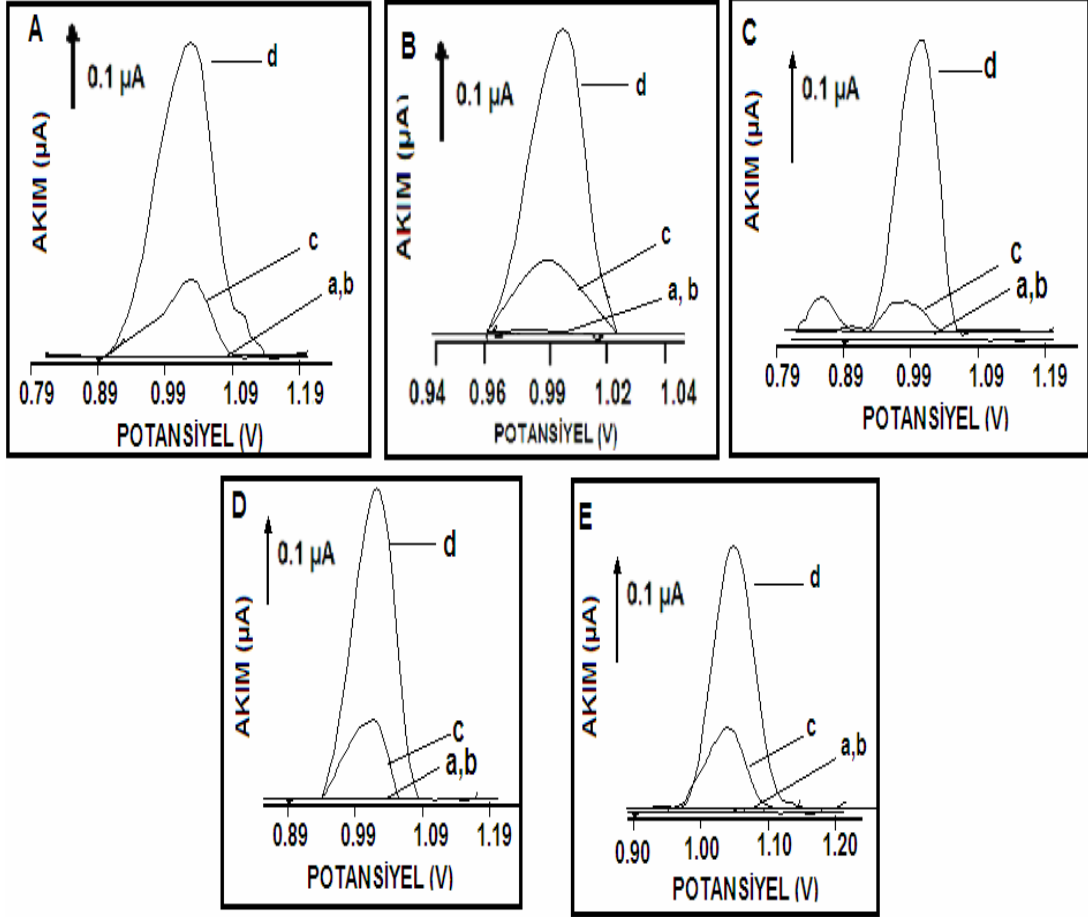 A
0.1 µA
d
c
a,b
AKIM (µA)
0.79 0.89 0.99 1.09 1.19
POTANSİYEL (V)
B
0.1 µA
d
c
a, b
AKIM (µA)
0.94 0.96 0.99 1.02 1.04
POTANSİYEL (V)
C
0.1 µA
d
c
a,b
AKIM (µA)
0.79 0.89 0.99 1.09 1.19
POTANSİYEL (V)
D
0.1 µA
d
c
a,b
AKIM (µA)
0.89 0.99 1.09 1.19
POTANSİYEL (V)
E
0.1 µA
d
c
a,b
AKIM (µA)
0.90 1.00 1.10 1.20
POTANSİYEL (V)